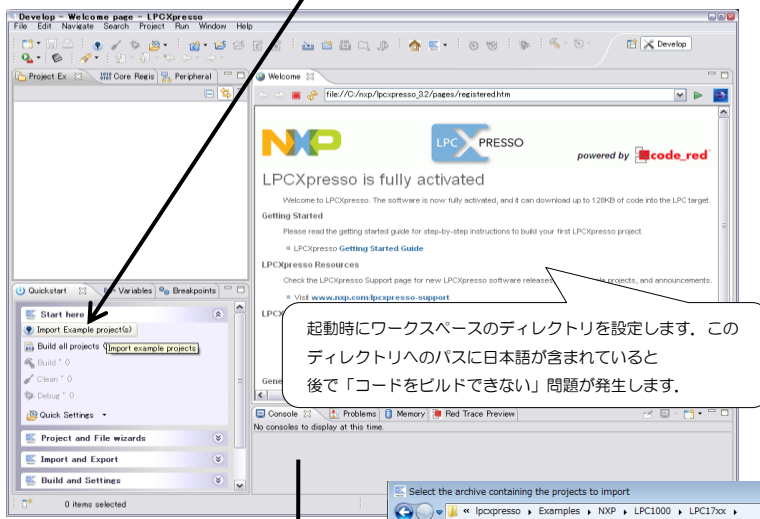 Develop - Welcome page - LPCXpresso
File Edit Navigate Search Project Run Window Help
Develop
Project Ex
Core Regis
Peripheral
Welcome
file://C:/nxp/lpcxpresso_3.2/pages/registered.htm
NXP
LPC XPRESSO
powered by code_red
LPCXpresso is fully activated
Welcome to LPCXpresso. The software is now fully activated, and it can download up to 128KB of code into the LPC target.
Getting Started
Please read the getting started guide for step-by-step instructions to build your first LPCXpresso project.
LPCXpresso Getting Started Guide
LPCXpresso Resources
Check the LPCXpresso Support page for new LPCXpresso software releases, projects, and announcements.
Visit www.nxp.com/lpcxpresso-support
Quickstart
Variables
Breakpoints
Start here
Import Example project(s)
Build all projects
Import example projects
Build '' 0
Clean '' 0
Debug '' 0
Quick Settings
Project and File wizards
Import and Export
Build and Settings
0 items selected
起動時にワークスペースのディレクトリを設定します．この
ディレクトリへのパスに日本語が含まれていると
後で「コードをビルドできない」問題が発生します．
Console
Problems
Memory
Red Trace Preview
No consoles to display at this time.
Select the archive containing the projects to import
« lpcxpresso ▸ Examples ▸ NXP ▸ LPC1000 ▸ LPC17xx ▸